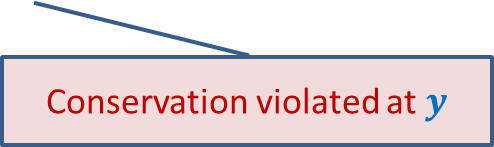 Conservation violated at y